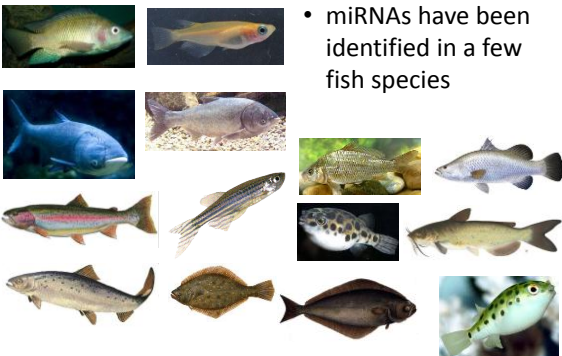 • miRNAs have been
identified in a few
fish species